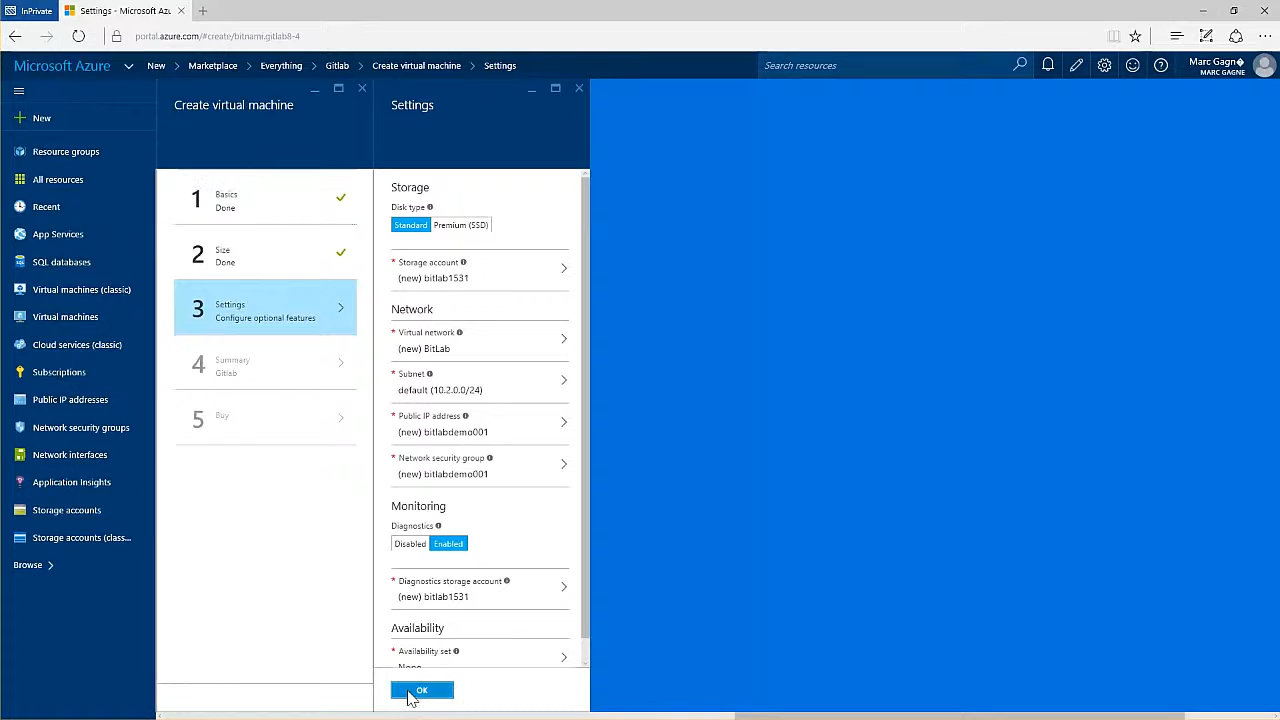 InPrivate
Settings - Microsoft Azu
portal.azure.com/#create/bitnami.gitlab8-4
Microsoft Azure
New > Marketplace > Everything > Gitlab > Create virtual machine > Settings
Search resources
Marc Gagn�
MARC GAGNE
New
Resource groups
All resources
Recent
App Services
SQL databases
Virtual machines (classic)
Virtual machines
Cloud services (classic)
Subscriptions
Public IP addresses
Network security groups
Network interfaces
Application Insights
Storage accounts
Storage accounts (class...
Browse >
Create virtual machine
1 Basics
Done
2 Size
Done
3 Settings
Configure optional features
4 Summary
Gitlab
5 Buy
Settings
Storage
Disk type
Standard Premium (SSD)
* Storage account
(new) bitlab1531
Network
* Virtual network
(new) BitLab
* Subnet
default (10.2.0.0/24)
* Public IP address
(new) bitlabdemo001
* Network security group
(new) bitlabdemo001
Monitoring
Diagnostics
Disabled Enabled
* Diagnostics storage account
(new) bitlab1531
Availability
* Availability set
None
OK